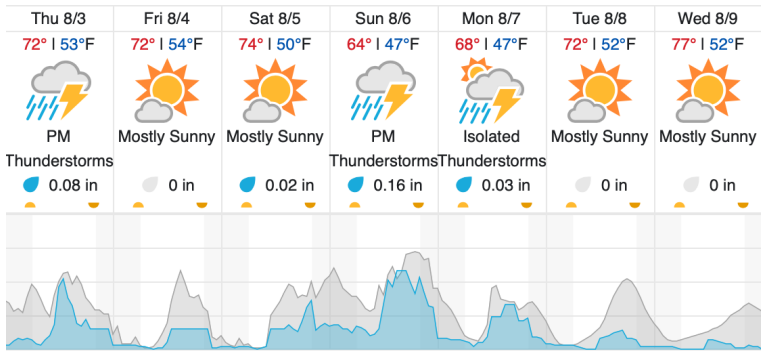 Thu 8/3 Fri 8/4 Sat 8/5 Sun 8/6 Mon 8/7 Tue 8/8 Wed 8/9
72° | 53°F 72° | 54°F 74° | 50°F 64° | 47°F 68° | 47°F 72° | 52°F 77° | 52°F
PM Mostly Sunny Mostly Sunny PM Isolated Mostly Sunny Mostly Sunny
Thunderstorms Thunderstorms Thunderstorms
0.08 in 0 in 0.02 in 0.16 in 0.03 in 0 in 0 in